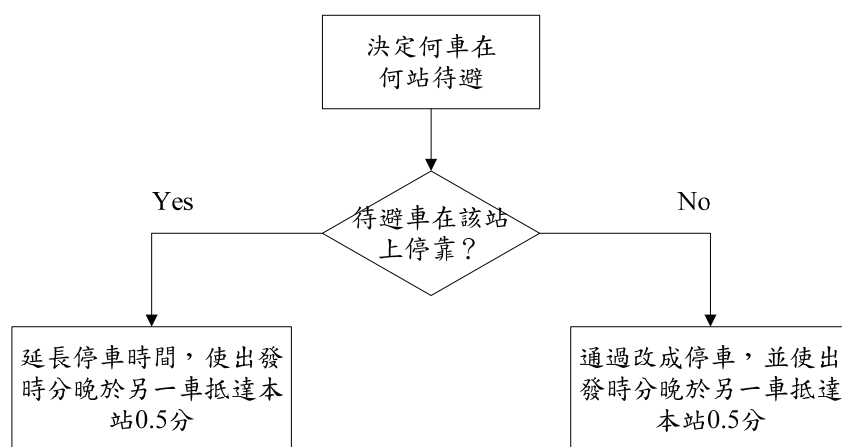 決定何車在
何站待避
Yes
No
待避車在該站
上停靠？
延長停車時間，使出發
時分晚於另一車抵達本
站0.5分
通過改成停車，並使出
發時分晚於另一車抵達
本站0.5分